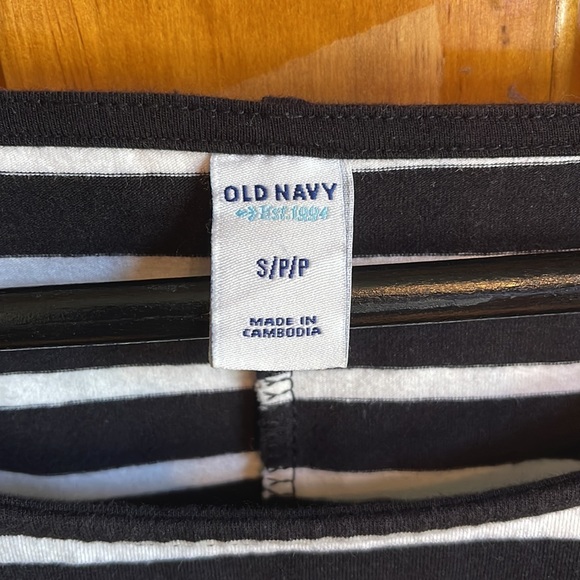 OLD NAVY
Est.1994
S/P/P
MADE IN
CAMBODIA